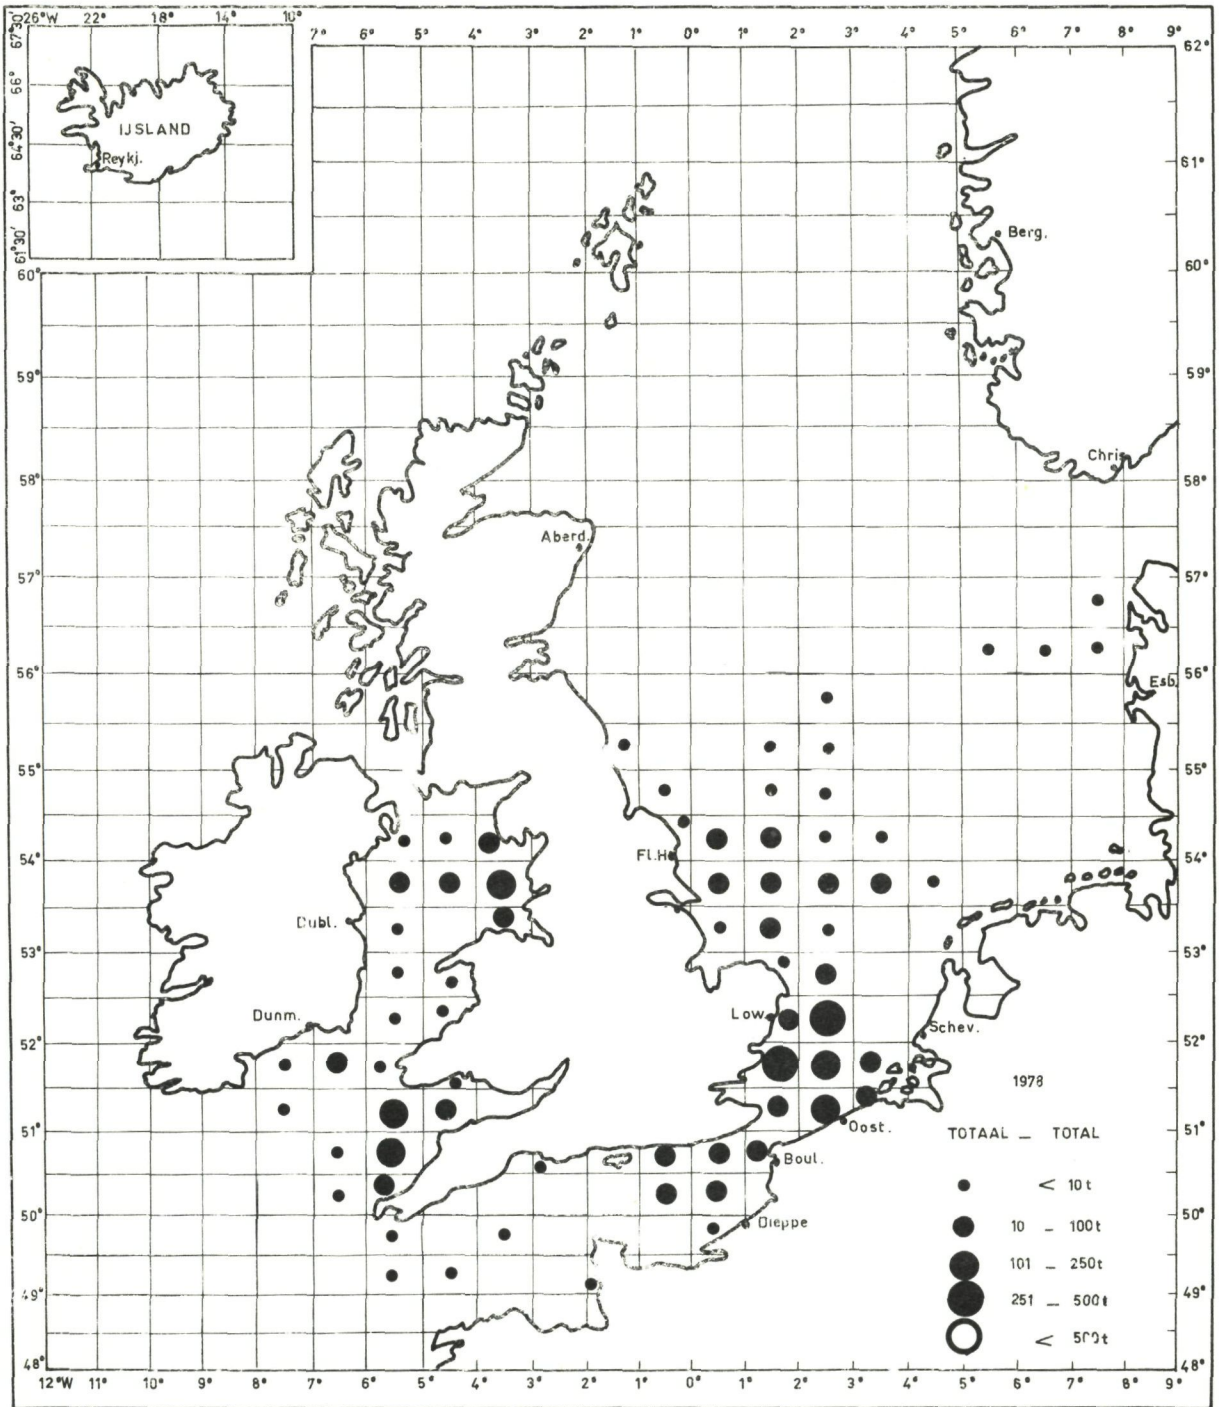 26°W 22° 18° 14° 10°
67°30'
66°
64°30'
63°
61°30'
IJSLAND
Reykj.
7° 6° 5° 4° 3° 2° 1° 0° 1° 2° 3° 4° 5° 6° 7° 8° 9°
62°
61°
Berg.
60° 60°
59° 59°
Chris
58° 58°
Aberd.
57° 57°
56° 56°
Esb.
55° 55°
54° 54°
Fl.H
Dubl.
53° 53°
Dunm.
Low.
Schev.
52° 52°
1978
51° 51°
Oost.
TOTAAL – TOTAL
Boul.
< 10 t
50° 50°
Dieppe
10 – 100 t
101 – 250 t
49° 49°
251 – 500 t
< 500 t
48° 48°
12°W 11° 10° 9° 8° 7° 6° 5° 4° 3° 2° 1° 0° 1° 2° 3° 4° 5° 6° 7° 8° 9°